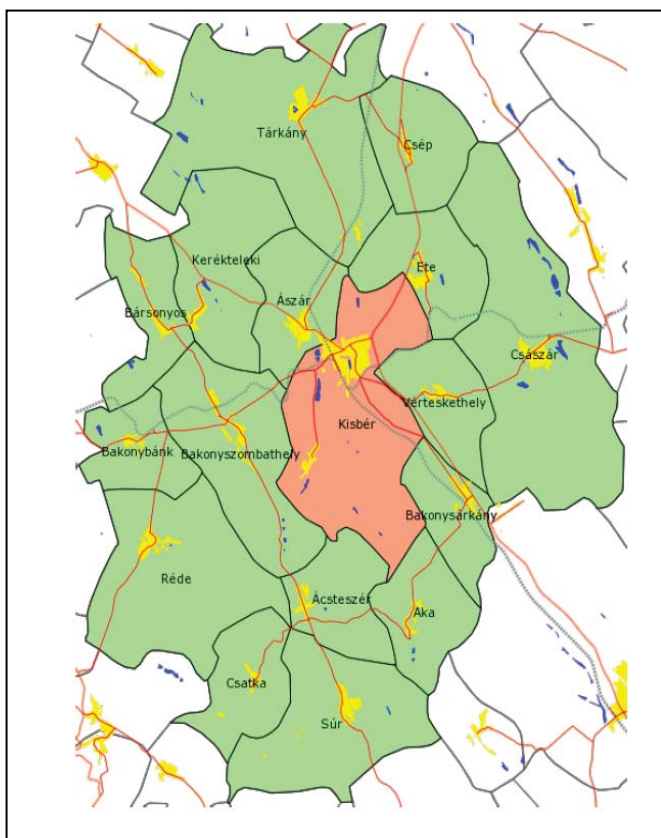 Tárkány
Csép
Kerékteleki
Ete
Ászár
Bársonyos
Császár
Vérteskethely
Kisbér
Bakonybánk
Bakonyszombathely
Bakonysárkány
Réde
Ácsteszér
Aka
Csatka
Súr